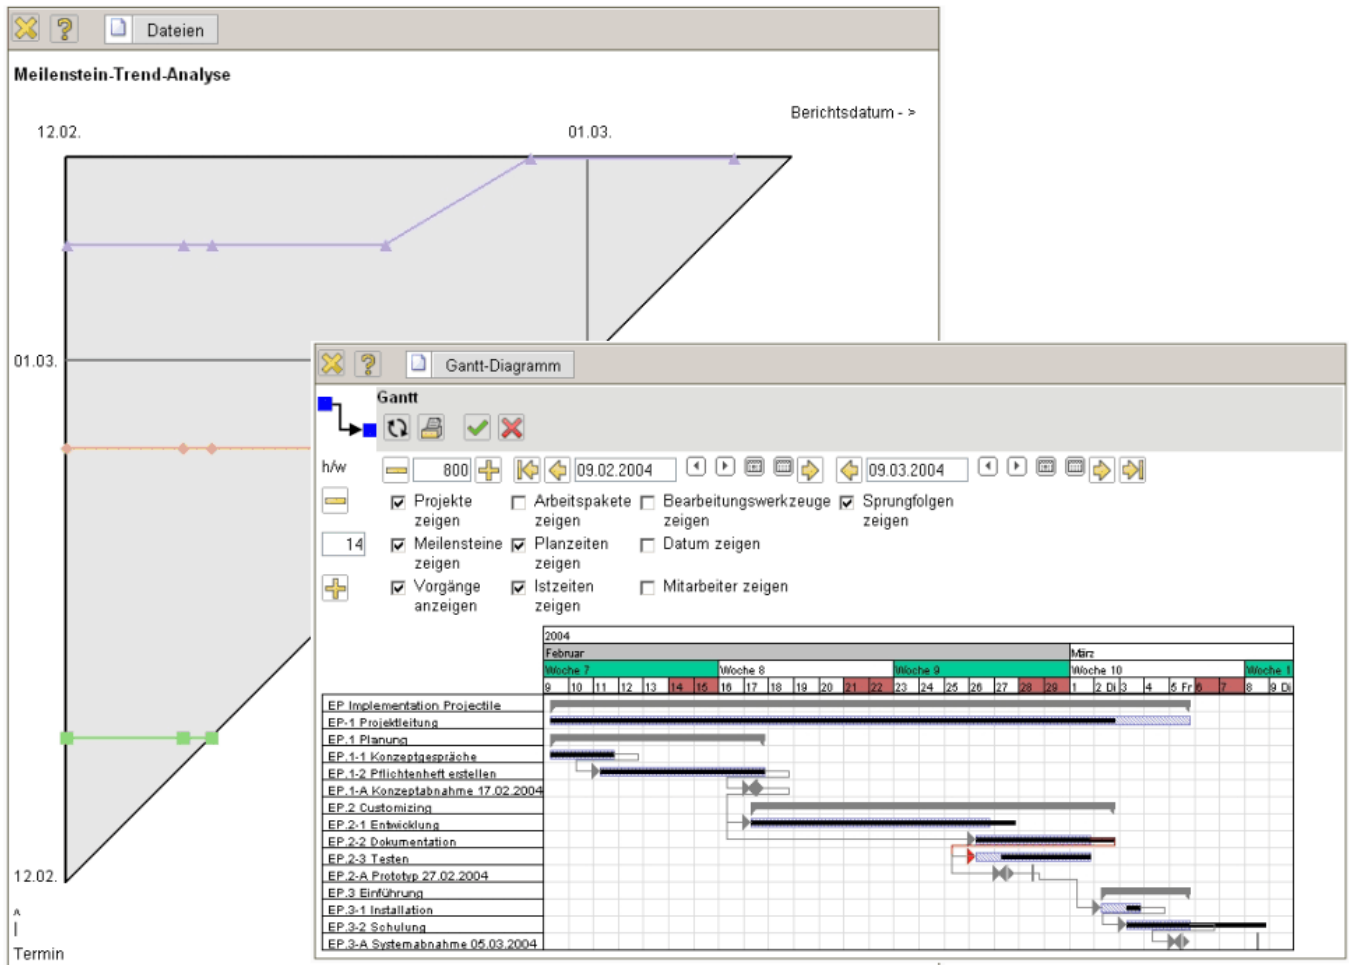 Dateien
Meilenstein-Trend-Analyse
Berichtsdatum - >
12.02.
01.03.
01.03.
12.02.
^
|
Termin
Gantt-Diagramm
Gantt
h/w
800
09.02.2004
09.03.2004
Projekte zeigen
Arbeitspakete zeigen
Bearbeitungswerkzeuge zeigen
Sprungfolgen zeigen
14
Meilensteine zeigen
Planzeiten zeigen
Datum zeigen
Vorgänge anzeigen
Istzeiten zeigen
Mitarbeiter zeigen
2004
Februar März
Woche 7 Woche 8 Woche 9 Woche 10 Woche 1
9 10 11 12 13 14 15 16 17 18 19 20 21 22 23 24 25 26 27 28 29 1 2 Di 3 4 5 Fr 6 7 8 9 Di
EP Implementation Projectile
EP-1 Projektleitung
EP.1 Planung
EP.1-1 Konzeptgespräche
EP.1-2 Pflichtenheft erstellen
EP.1-A Konzeptabnahme 17.02.2004
EP.2 Customizing
EP.2-1 Entwicklung
EP.2-2 Dokumentation
EP.2-3 Testen
EP.2-A Prototyp 27.02.2004
EP.3 Einführung
EP.3-1 Installation
EP.3-2 Schulung
EP.3-A Systemabnahme 05.03.2004